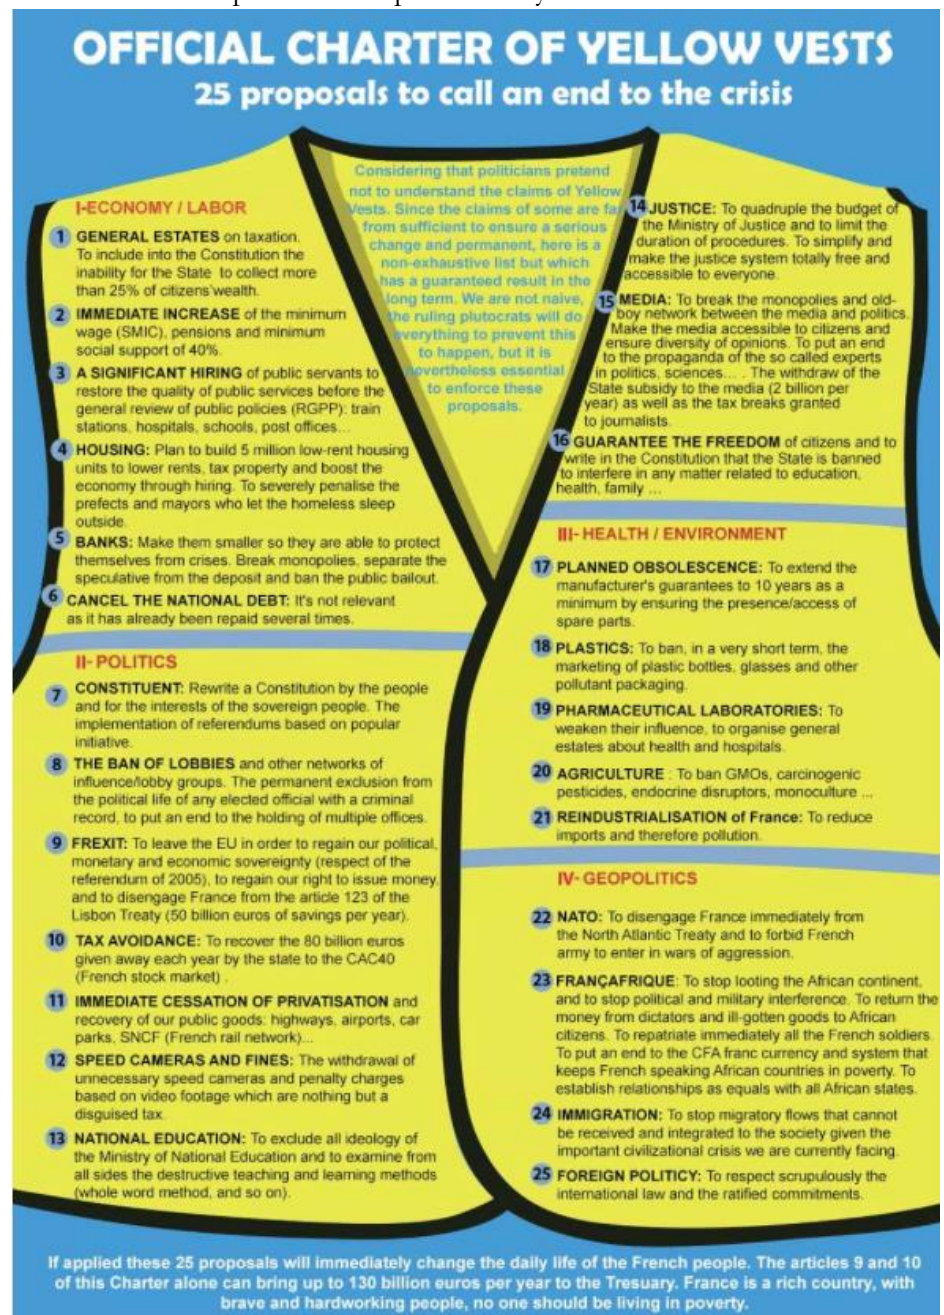 OFFICIAL CHARTER OF YELLOW VESTS
25 proposals to call an end to the crisis
Considering that politicians pretend
not to understand the claims of Yellow
Vests. Since the claims of some are far
from sufficient to ensure a serious
change and permanent, here is a
non-exhaustive list but which
has a guaranteed result in the
long term. We are not naive,
the ruling plutocrats will do
everything to prevent this
to happen, but it is
nevertheless essential
to enforce these
proposals.
I-ECONOMY / LABOR
1 GENERAL ESTATES on taxation.
To include into the Constitution the
inability for the State to collect more
than 25% of citizens'wealth.
2 IMMEDIATE INCREASE of the minimum
wage (SMIC), pensions and minimum
social support of 40%.
3 A SIGNIFICANT HIRING of public servants to
restore the quality of public services before the
general review of public policies (RGPP): train
stations, hospitals, schools, post offices...
4 HOUSING: Plan to build 5 million low-rent housing
units to lower rents, tax property and boost the
economy through hiring. To severely penalise the
prefects and mayors who let the homeless sleep
outside.
5 BANKS: Make them smaller so they are able to protect
themselves from crises. Break monopolies, separate the
speculative from the deposit and ban the public bailout.
6 CANCEL THE NATIONAL DEBT: It's not relevant
as it has already been repaid several times.
II- POLITICS
7 CONSTITUENT: Rewrite a Constitution by the people
and for the interests of the sovereign people. The
implementation of referendums based on popular
initiative.
8 THE BAN OF LOBBIES and other networks of
influence/lobby groups. The permanent exclusion from
the political life of any elected official with a criminal
record, to put an end to the holding of multiple offices.
9 FREXIT: To leave the EU in order to regain our political,
monetary and economic sovereignty (respect of the
referendum of 2005), to regain our right to issue money,
and to disengage France from the article 123 of the
Lisbon Treaty (50 billion euros of savings per year).
10 TAX AVOIDANCE: To recover the 80 billion euros
given away each year by the state to the CAC40
(French stock market) .
11 IMMEDIATE CESSATION OF PRIVATISATION and
recovery of our public goods: highways, airports, car
parks, SNCF (French rail network)...
12 SPEED CAMERAS AND FINES: The withdrawal of
unnecessary speed cameras and penalty charges
based on video footage which are nothing but a
disguised tax.
13 NATIONAL EDUCATION: To exclude all ideology of
the Ministry of National Education and to examine from
all sides the destructive teaching and learning methods
(whole word method, and so on).
14 JUSTICE: To quadruple the budget of
the Ministry of Justice and to limit the
duration of procedures. To simplify and
make the justice system totally free and
accessible to everyone.
15 MEDIA: To break the monopolies and old-
boy network between the media and politics.
Make the media accessible to citizens and
ensure diversity of opinions. To put an end
to the propaganda of the so called experts
in politics, sciences... . The withdraw of the
State subsidy to the media (2 billion per
year) as well as the tax breaks granted
to journalists.
16 GUARANTEE THE FREEDOM of citizens and to
write in the Constitution that the State is banned
to interfere in any matter related to education,
health, family ...
III- HEALTH / ENVIRONMENT
17 PLANNED OBSOLESCENCE: To extend the
manufacturer's guarantees to 10 years as a
minimum by ensuring the presence/access of
spare parts.
18 PLASTICS: To ban, in a very short term, the
marketing of plastic bottles, glasses and other
pollutant packaging.
19 PHARMACEUTICAL LABORATORIES: To
weaken their influence, to organise general
estates about health and hospitals.
20 AGRICULTURE : To ban GMOs, carcinogenic
pesticides, endocrine disruptors, monoculture ...
21 REINDUSTRIALISATION of France: To reduce
imports and therefore pollution.
IV- GEOPOLITICS
22 NATO: To disengage France immediately from
the North Atlantic Treaty and to forbid French
army to enter in wars of aggression.
23 FRANÇAFRIQUE: To stop looting the African continent,
and to stop political and military interference. To return the
money from dictators and ill-gotten goods to African
citizens. To repatriate immediately all the French soldiers.
To put an end to the CFA franc currency and system that
keeps French speaking African countries in poverty. To
establish relationships as equals with all African states.
24 IMMIGRATION: To stop migratory flows that cannot
be received and integrated to the society given the
important civilizational crisis we are currently facing.
25 FOREIGN POLITICY: To respect scrupulously the
international law and the ratified commitments.
If applied these 25 proposals will immediately change the daily life of the French people. The articles 9 and 10
of this Charter alone can bring up to 130 billion euros per year to the Tresuary. France is a rich country, with
brave and hardworking people, no one should be living in poverty.